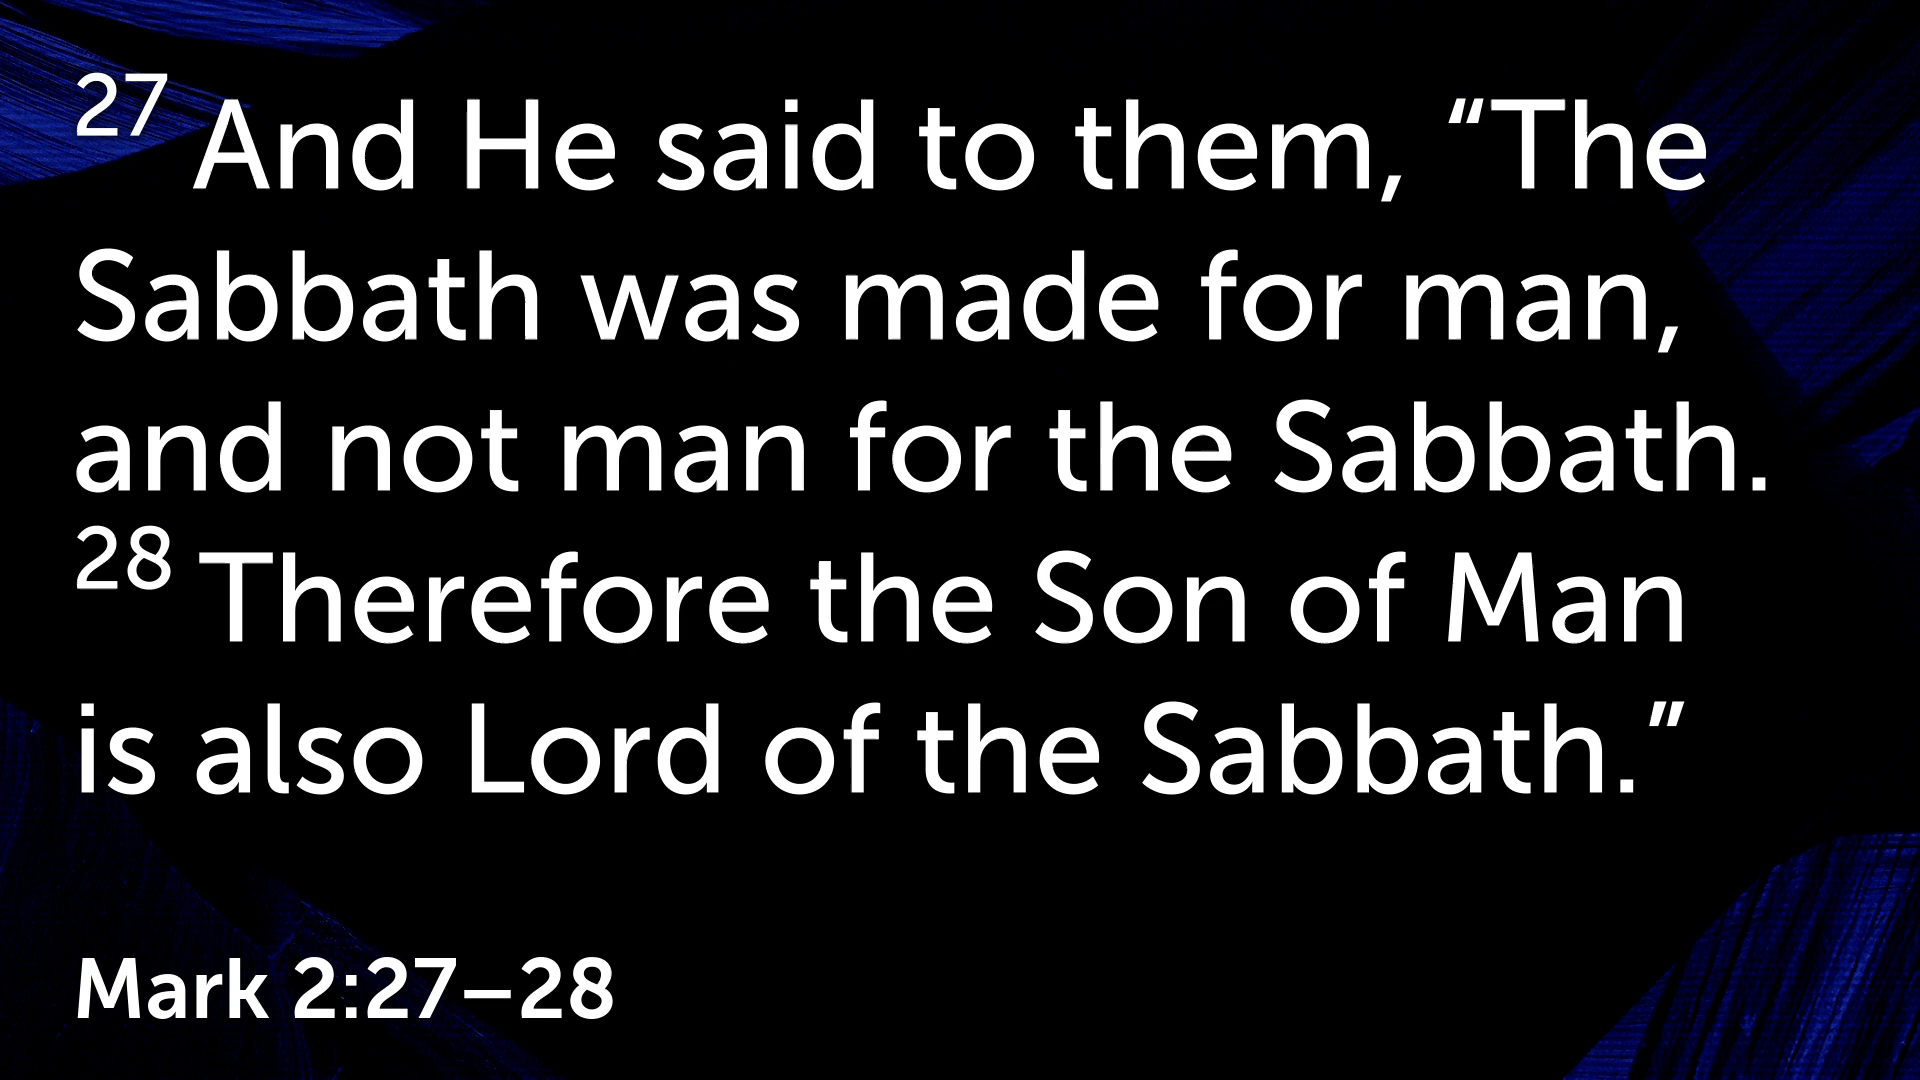 27 And He said to them, “The
Sabbath was made for man,
and not man for the Sabbath.
28 Therefore the Son of Man
is also Lord of the Sabbath.”
Mark 2:27–28